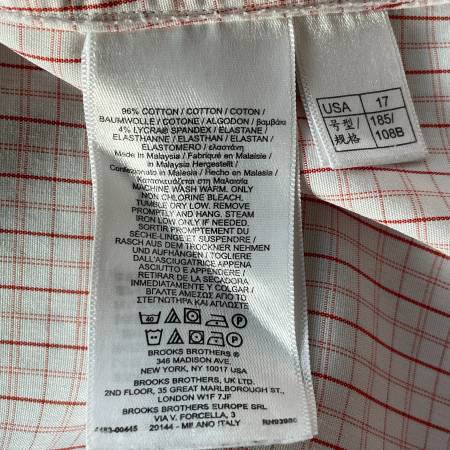 96% COTTON / COTTON / COTON /
BAUMWOLLE / COTONE / ALGODON / βαμβάκι
4% LYCRA® SPANDEX / ELASTANE /
ELASTHANNE / ELASTHAN / ELASTAN /
ELASTOMERO / ελαστάνη
Made in Malaysia / Fabriqué en Malaisie /
in Malaysia Hergestellt /
Confezionato in Malesia / Hecho en Malasia /
Κατασκευάζεται στη Μαλαισία
MACHINE WASH WARM. ONLY
NON CHLORINE BLEACH.
TUMBLE DRY LOW. REMOVE
PROMPTLY AND HANG. STEAM
IRON LOW ONLY IF NEEDED.
SORTIR PROMPTEMENT DU
SÈCHE-LINGE ET SUSPENDRE /
RASCH AUS DEM TROCKNER NEHMEN
UND AUFHÄNGEN / TOGLIERE
DALL'ASCIUGATRICE APPENA
ASCIUTTO E APPENDERE /
RETIRAR DE LA SECADORA
INMEDIATAMENTE Y COLGAR /
ΒΓΑΛΤΕ ΑΜΕΣΩΣ ΑΠΟ ΤΟ
ΣΤΕΓΝΩΤΗΡΑ ΚΑΙ ΑΠΛΩΣΤΕ
40 P
BROOKS BROTHERS ®
346 MADISON AVE.
NEW YORK, NY 10017 USA
BROOKS BROTHERS, UK LTD.
2ND FLOOR, 35 GREAT MARLBOROUGH ST.,
LONDON W1F 7JF
BROOKS BROTHERS EUROPE SRL
VIA V. FORCELLA, 3
20144 - MILANO ITALY
USA 17
号型/规格 185/108B